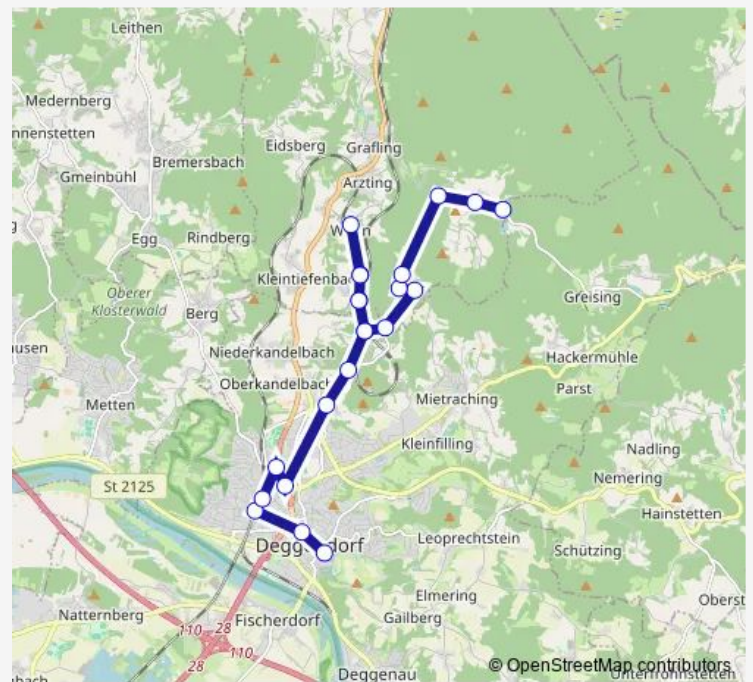 Leithen
Medernberg
nnenstetten
Eidsberg
Grafling
Bremersbach
Gmeinbühl
Arzting
Egg
Rindberg
Kleintiefenba
Oberer
Klosterwald
Greising
Berg
ausen
Niederkandelbach
Hackermühle
Oberkandelbach
Parst
Metten
Mietraching
Kleinfilling
Nadling
St 2125
Nemering
Hainstetten
Leoprechtstein
Schützing
Elmering
Oberst
Natternberg
Fischerdorf
Gailberg
110
28
28
110
Deggenau
© OpenStreetMap contributors
Unterfrohnstetten